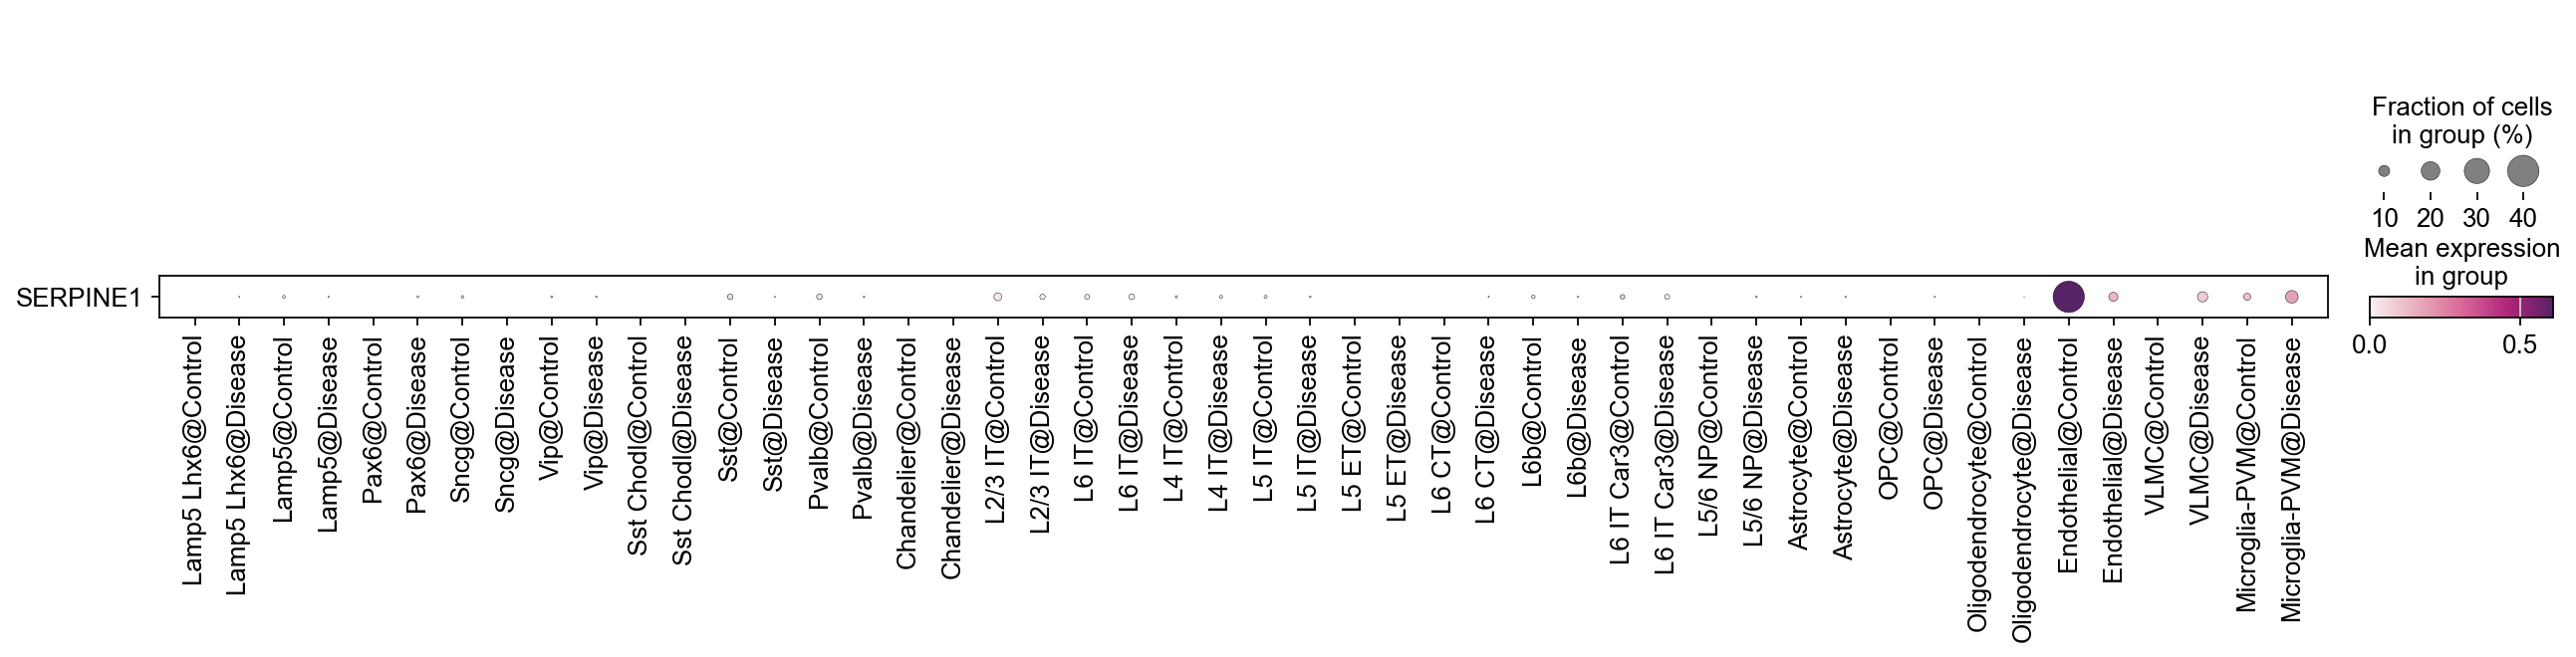 Fraction of cells
in group (%)
10 20 30 40
Mean expression
in group
0.0 0.5
SERPINE1
Lamp5 Lhx6@Control
Lamp5 Lhx6@Disease
Lamp5@Control
Lamp5@Disease
Pax6@Control
Pax6@Disease
Sncg@Control
Sncg@Disease
Vip@Control
Vip@Disease
Sst Chodl@Control
Sst Chodl@Disease
Sst@Control
Sst@Disease
Pvalb@Control
Pvalb@Disease
Chandelier@Control
Chandelier@Disease
L2/3 IT@Control
L2/3 IT@Disease
L6 IT@Control
L6 IT@Disease
L4 IT@Control
L4 IT@Disease
L5 IT@Control
L5 IT@Disease
L5 ET@Control
L5 ET@Disease
L6 CT@Control
L6 CT@Disease
L6b@Control
L6b@Disease
L6 IT Car3@Control
L6 IT Car3@Disease
L5/6 NP@Control
L5/6 NP@Disease
Astrocyte@Control
Astrocyte@Disease
OPC@Control
OPC@Disease
Oligodendrocyte@Control
Oligodendrocyte@Disease
Endothelial@Control
Endothelial@Disease
VLMC@Control
VLMC@Disease
Microglia-PVM@Control
Microglia-PVM@Disease